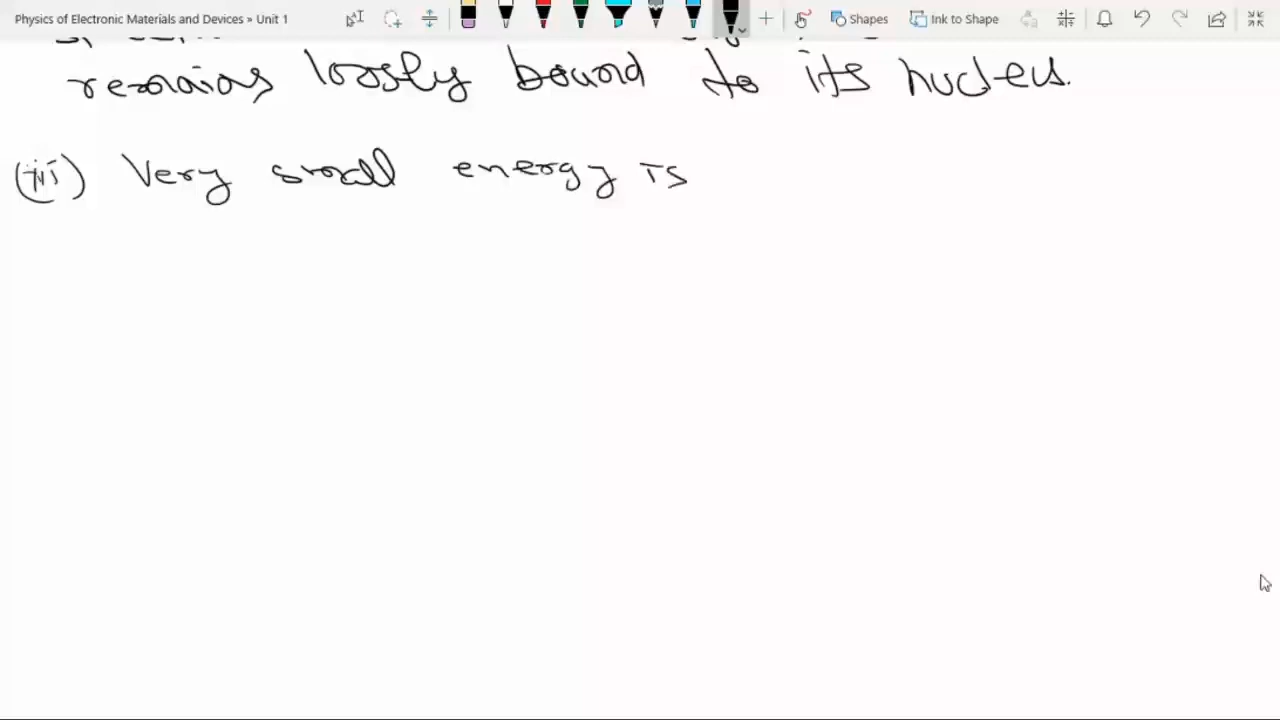 Physics of Electronic Materials and Devices » Unit 1
Shapes
Ink to Shape
remains loosly bound to its nucleus.
(iii) Very small energy is